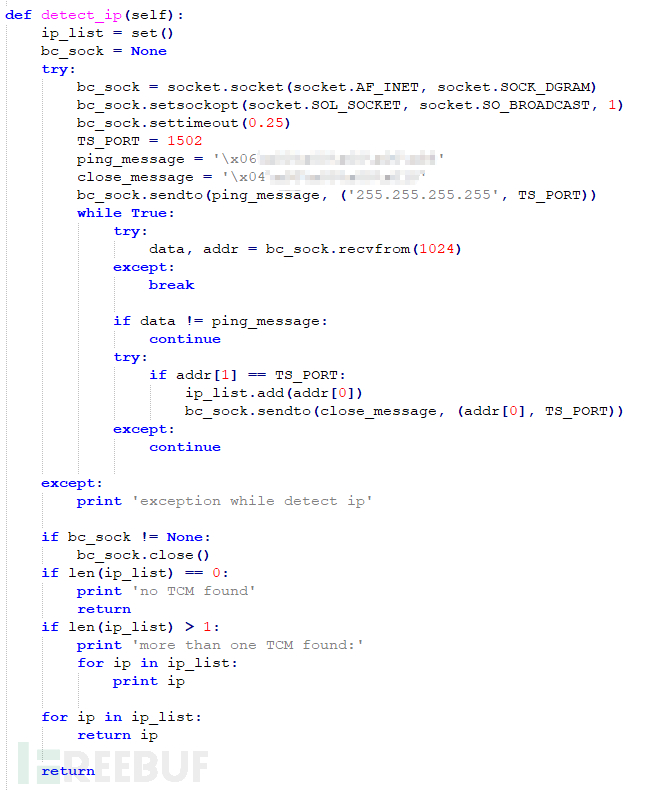 def detect_ip(self):
    ip_list = set()
    bc_sock = None
    try:
        bc_sock = socket.socket(socket.AF_INET, socket.SOCK_DGRAM)
        bc_sock.setsockopt(socket.SOL_SOCKET, socket.SO_BROADCAST, 1)
        bc_sock.settimeout(0.25)
        TS_PORT = 1502
        ping_message = '\x06'
        close_message = '\x04'
        bc_sock.sendto(ping_message, ('255.255.255.255', TS_PORT))
        while True:
            try:
                data, addr = bc_sock.recvfrom(1024)
            except:
                break
            if data != ping_message:
                continue
            try:
                if addr[1] == TS_PORT:
                    ip_list.add(addr[0])
                    bc_sock.sendto(close_message, (addr[0], TS_PORT))
            except:
                continue
    except:
        print 'exception while detect ip'
    if bc_sock != None:
        bc_sock.close()
    if len(ip_list) == 0:
        print 'no TCM found'
        return
    if len(ip_list) > 1:
        print 'more than one TCM found:'
        for ip in ip_list:
            print ip
    for ip in ip_list:
        return ip
    return
FREEBUF